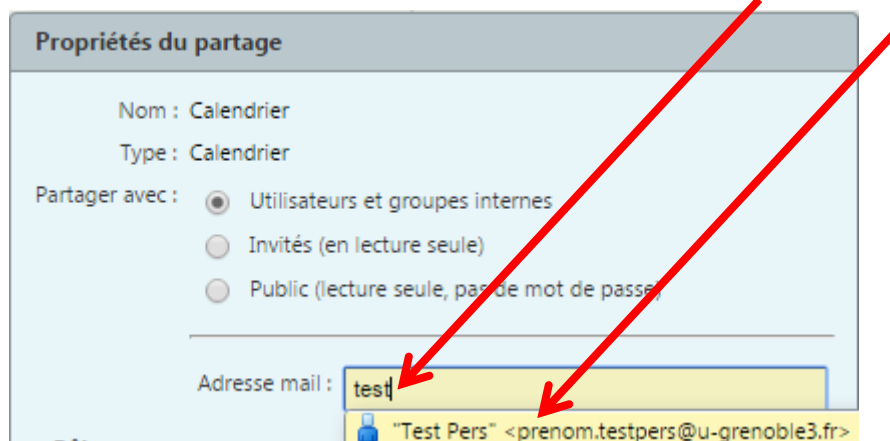 Propriétés du partage
Nom : Calendrier
Type : Calendrier
Partager avec : Utilisateurs et groupes internes
Invités (en lecture seule)
Public (lecture seule, pas de mot de passe)
Adresse mail : test
"Test Pers" <prenom.testpers@u-grenoble3.fr>